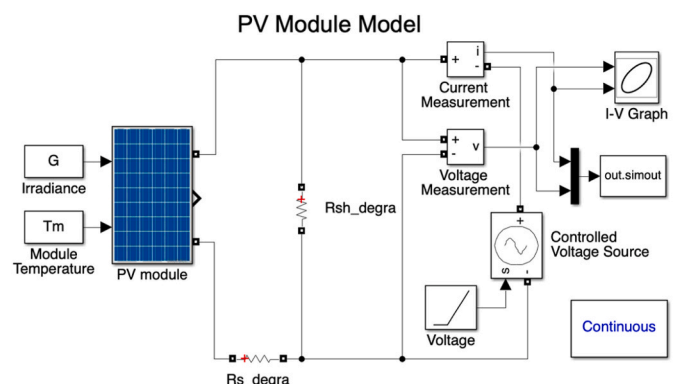 PV Module Model
i
+
-
Current
Measurement
I-V Graph
G
Irradiance
+
-
v
Voltage
Measurement
out.simout
Tm
Module
Temperature
PV module
+
Rsh_degra
+
s
-
Controlled
Voltage Source
Voltage
Continuous
+
Rs_degra